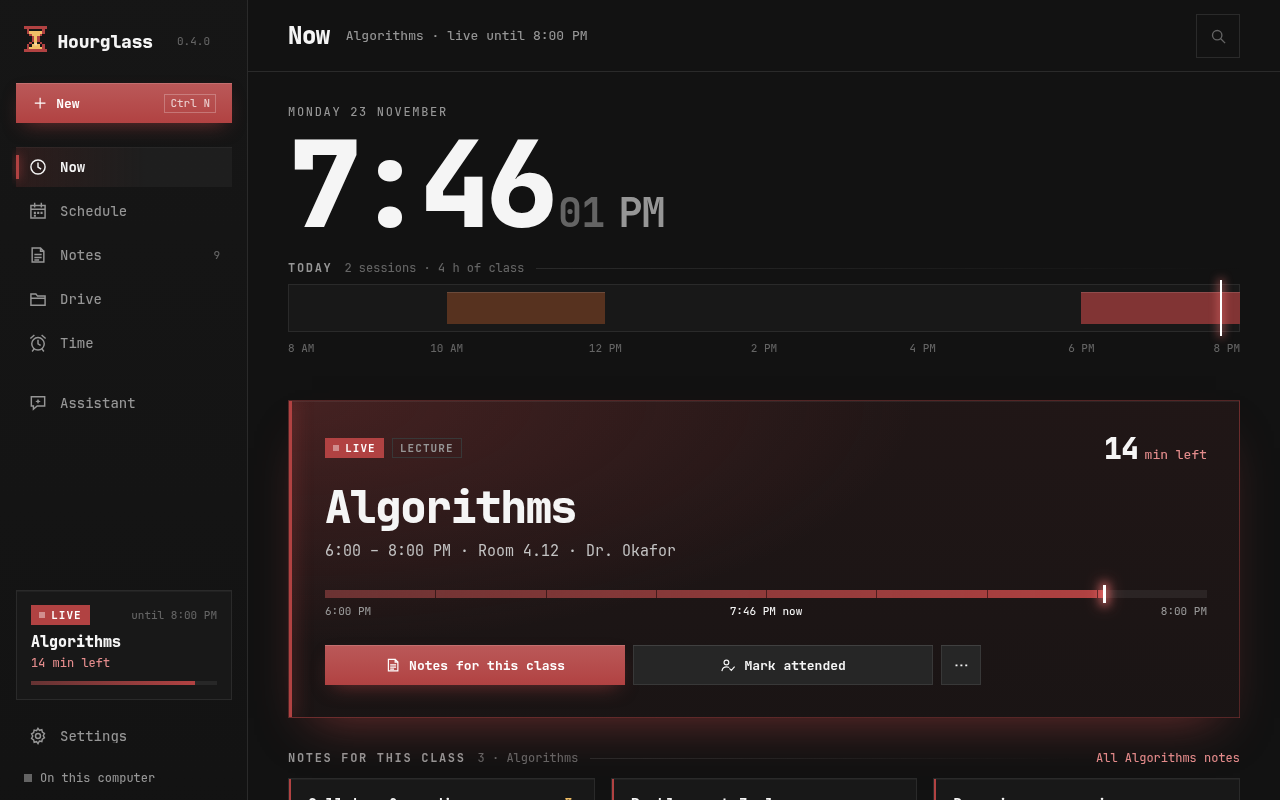 Hourglass 0.4.0
New Ctrl N
Now
Schedule
Notes 9
Drive
Time
Assistant
LIVE until 8:00 PM
Algorithms
14 min left
Settings
On this computer
Now Algorithms · live until 8:00 PM
MONDAY 23 NOVEMBER
7:46 01 PM
TODAY 2 sessions · 4 h of class
8 AM 10 AM 12 PM 2 PM 4 PM 6 PM 8 PM
LIVE LECTURE 14 min left
Algorithms
6:00 – 8:00 PM · Room 4.12 · Dr. Okafor
6:00 PM 7:46 PM now 8:00 PM
Notes for this class Mark attended
NOTES FOR THIS CLASS 3 · Algorithms All Algorithms notes